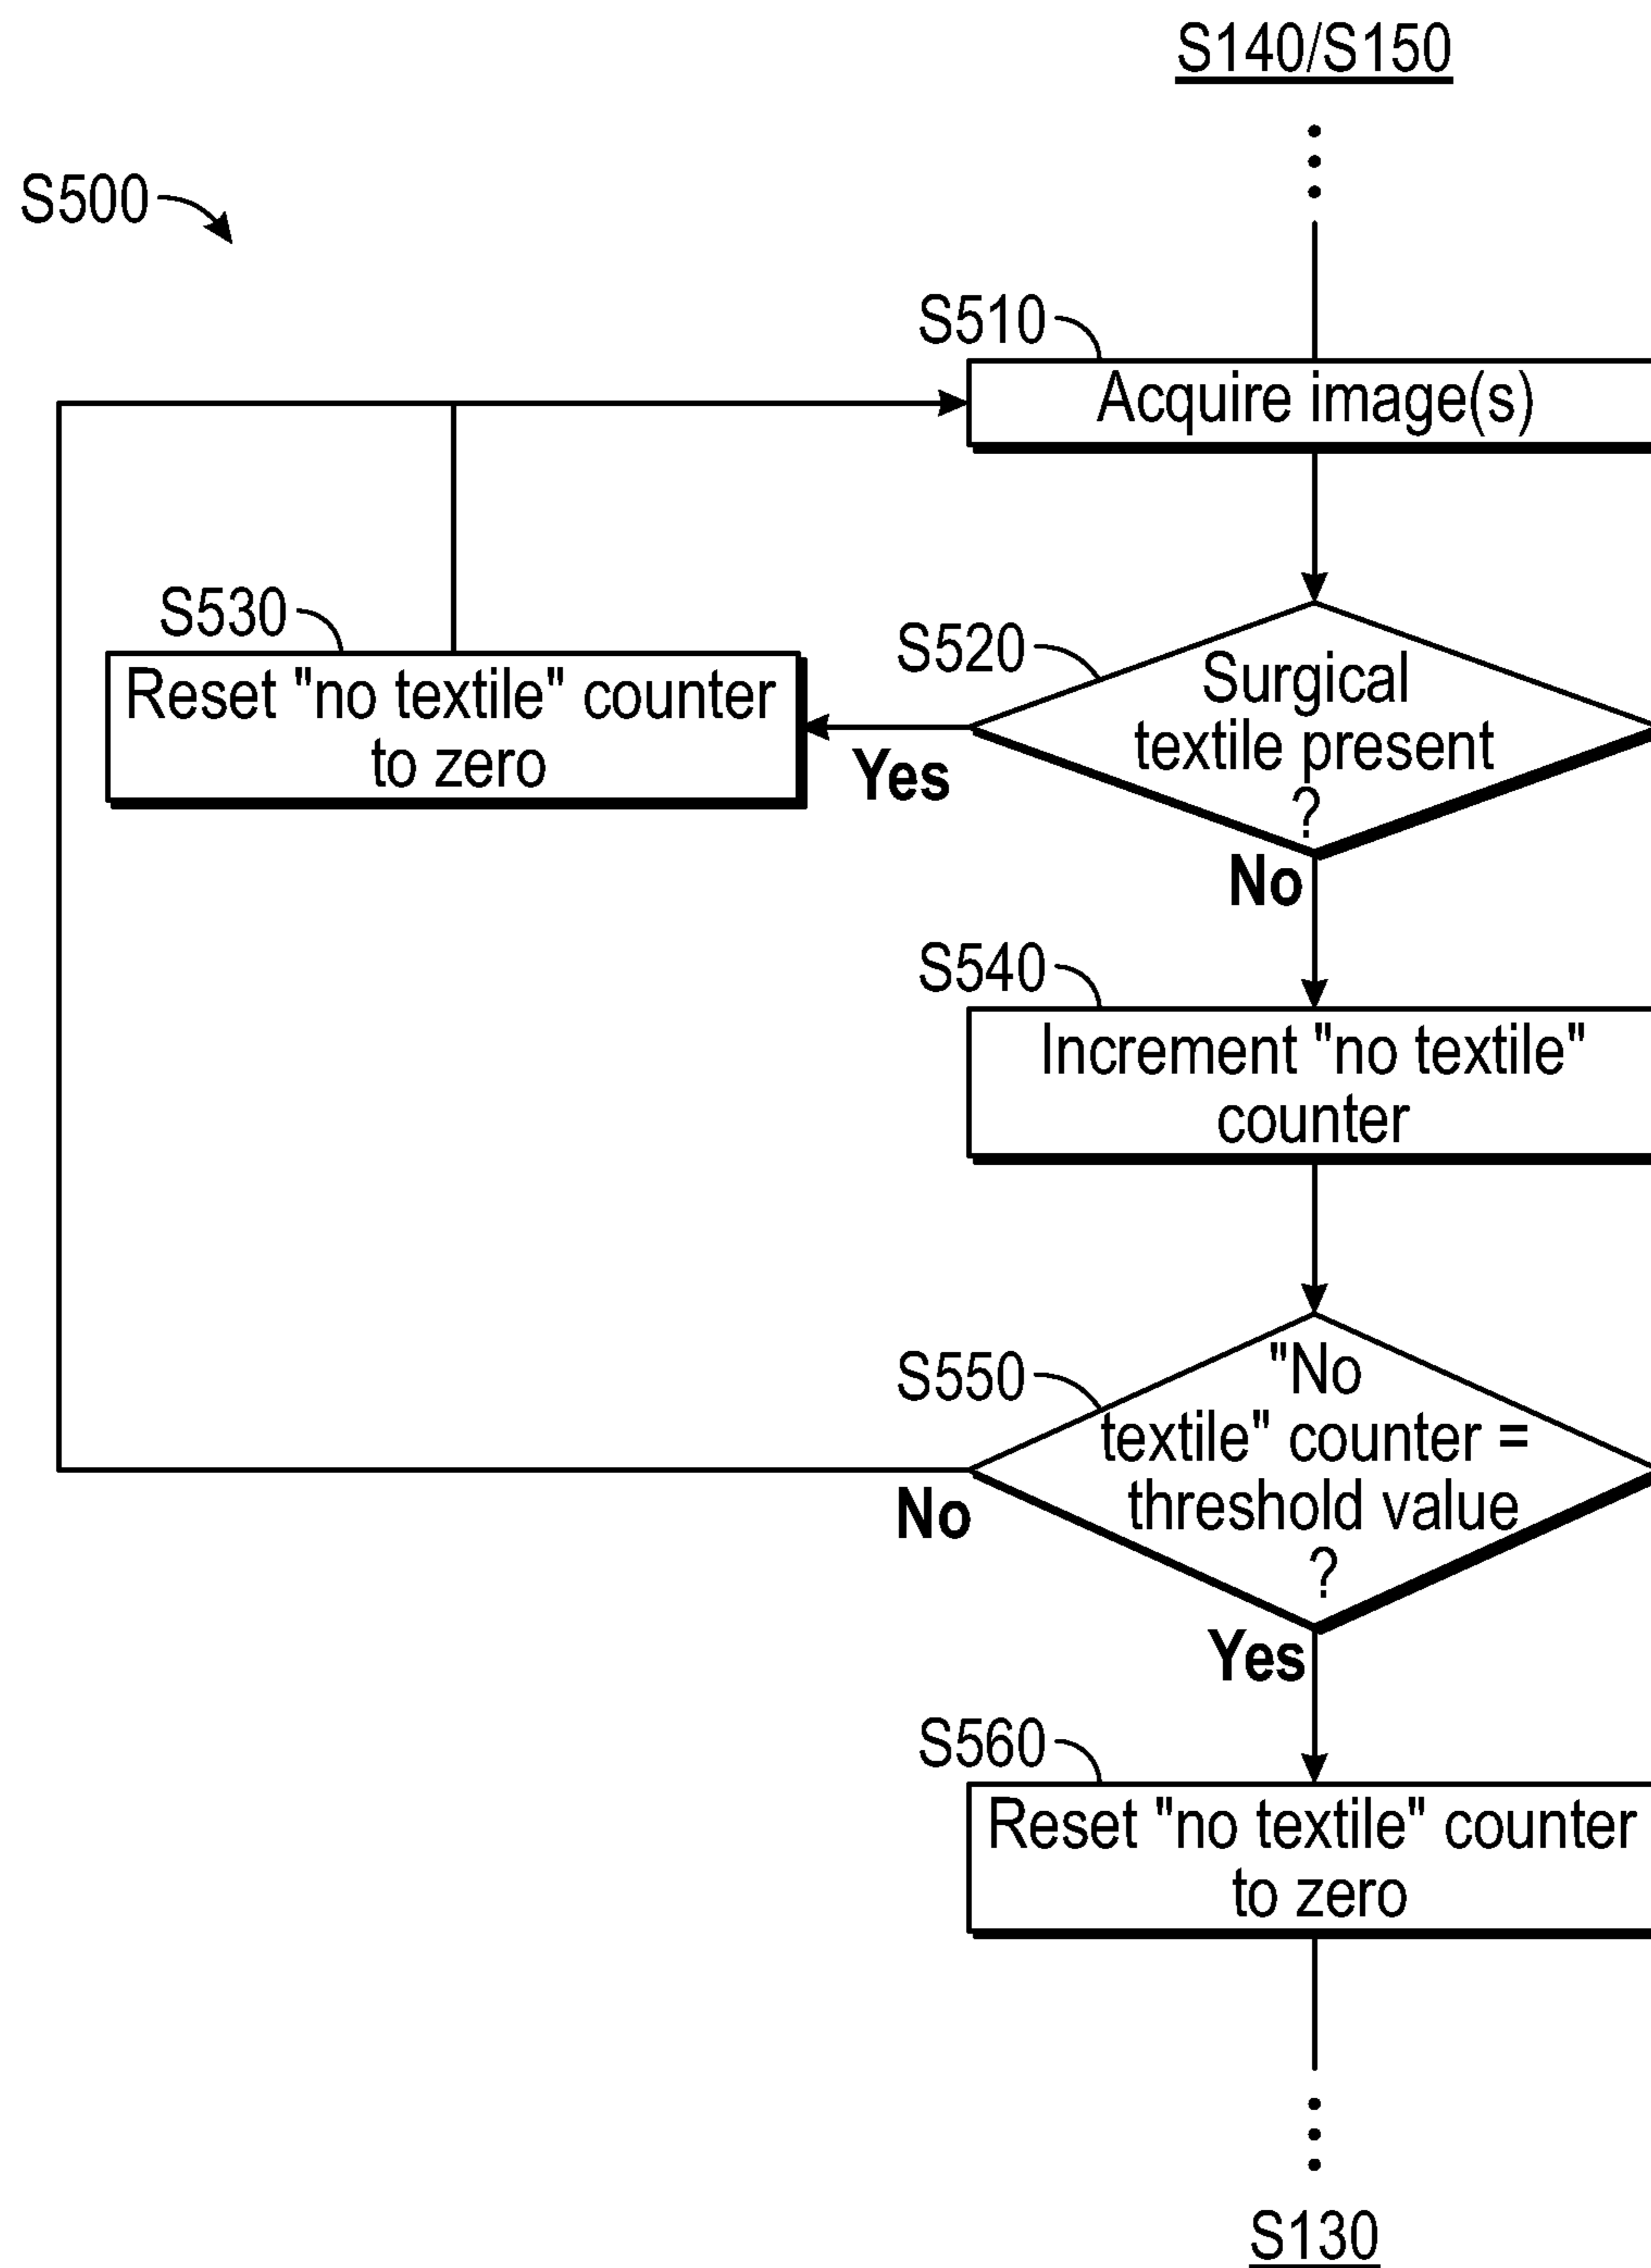 S140/S150
S500
S510
Acquire image(s)
S530
Reset "no textile" counter
to zero
S520
Surgical
textile present
?
Yes
No
S540
Increment "no textile"
counter
S550
"No
textile" counter =
threshold value
?
No
Yes
S560
Reset "no textile" counter
to zero
S130